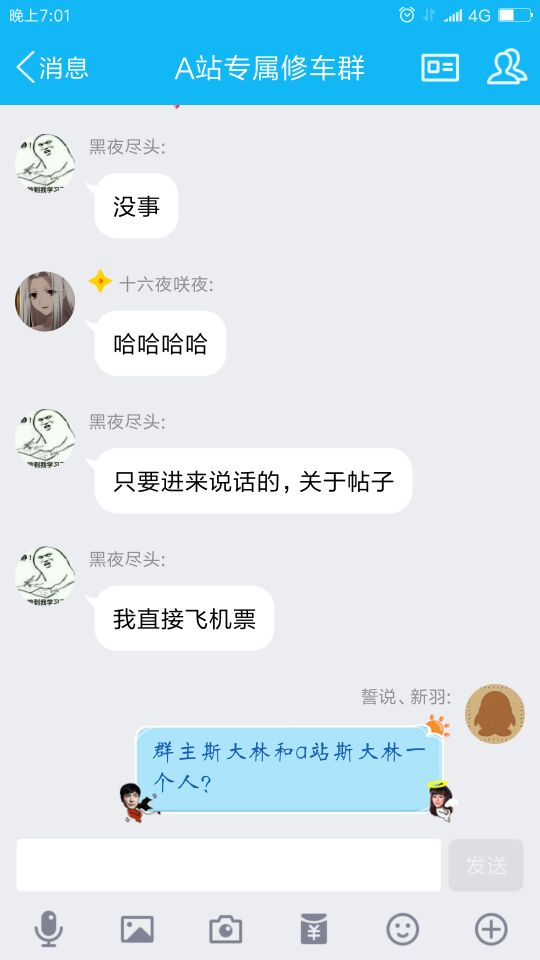 晚上7:01
4G
消息
A站专属修车群
黑夜尽头:
没事
十六夜咲夜:
哈哈哈哈
黑夜尽头:
只要进来说话的，关于帖子
黑夜尽头:
我直接飞机票
誓说、新羽:
群主斯大林和a站斯大林一
个人?
发送